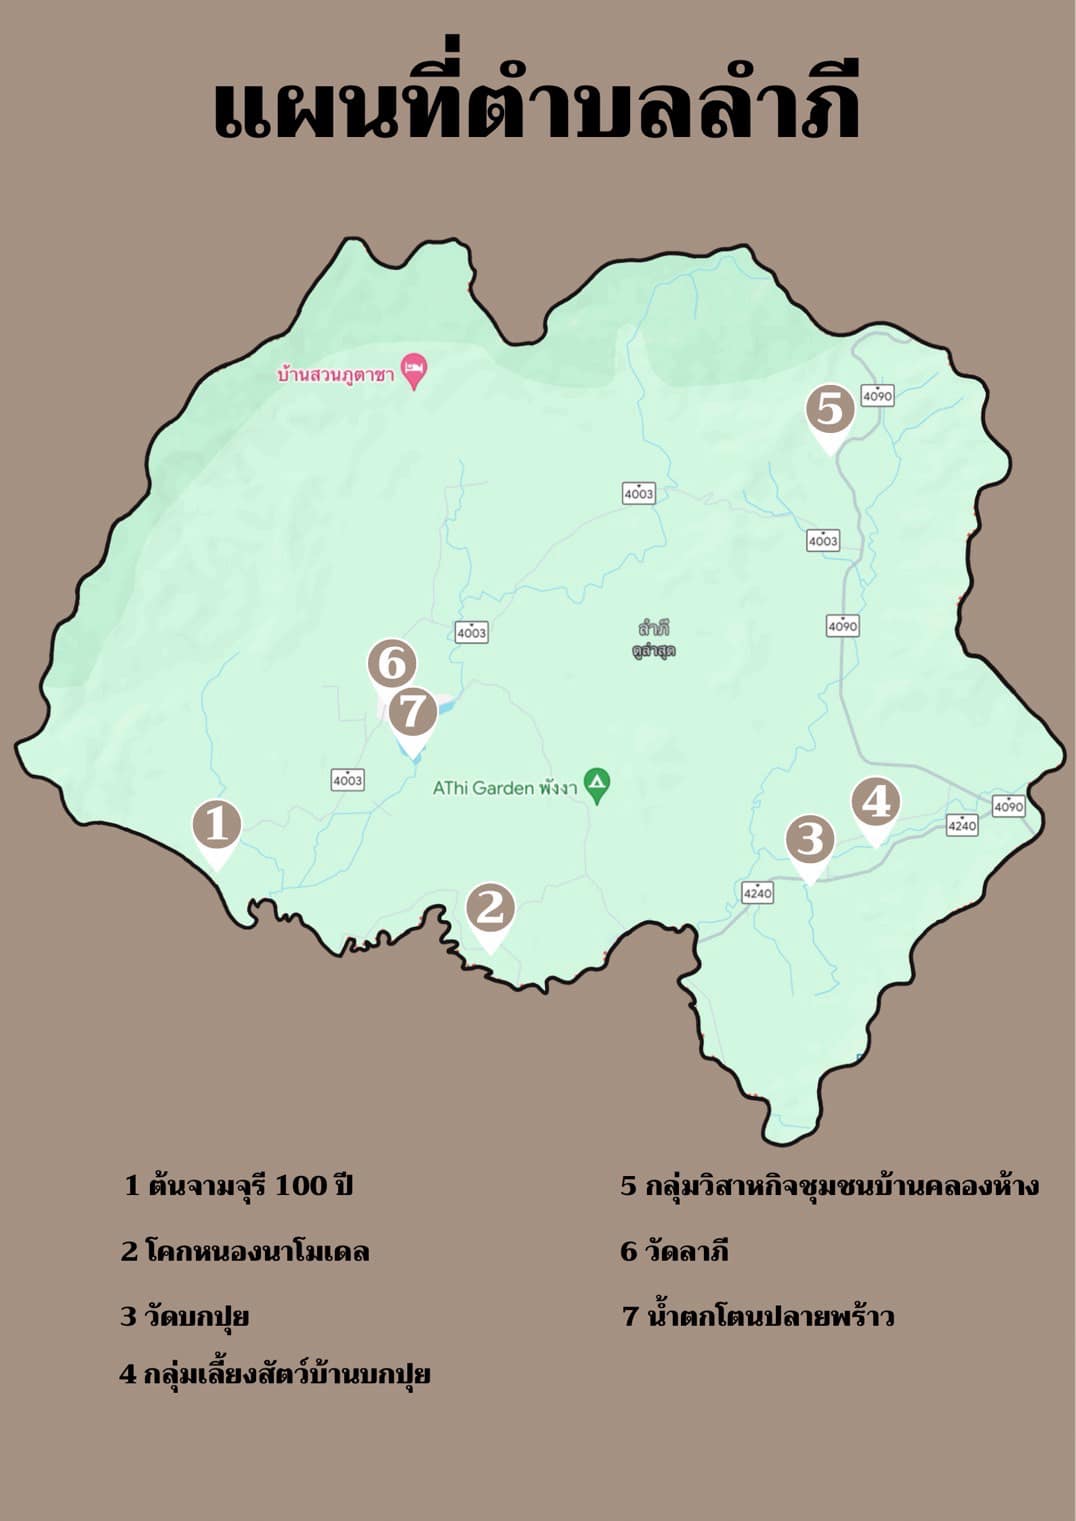 แผนที่ตำบลลำภี
บ้านสวนภูตาชา
5
4090
4003
4003
4090
ลำภี
ดูล่าสุด
4003
6
7
4003
ATHi Garden พังงา
1
4
3
4090
4240
4240
2
1 ต้นจามจุรี 100 ปี
2 โคกหนองนาโมเดล
3 วัดบกปุย
4 กลุ่มเลี้ยงสัตว์บ้านบกปุย
5 กลุ่มวิสาหกิจชุมชนบ้านคลองห้าง
6 วัดลาภี
7 น้ำตกโตนปลายพร้าว